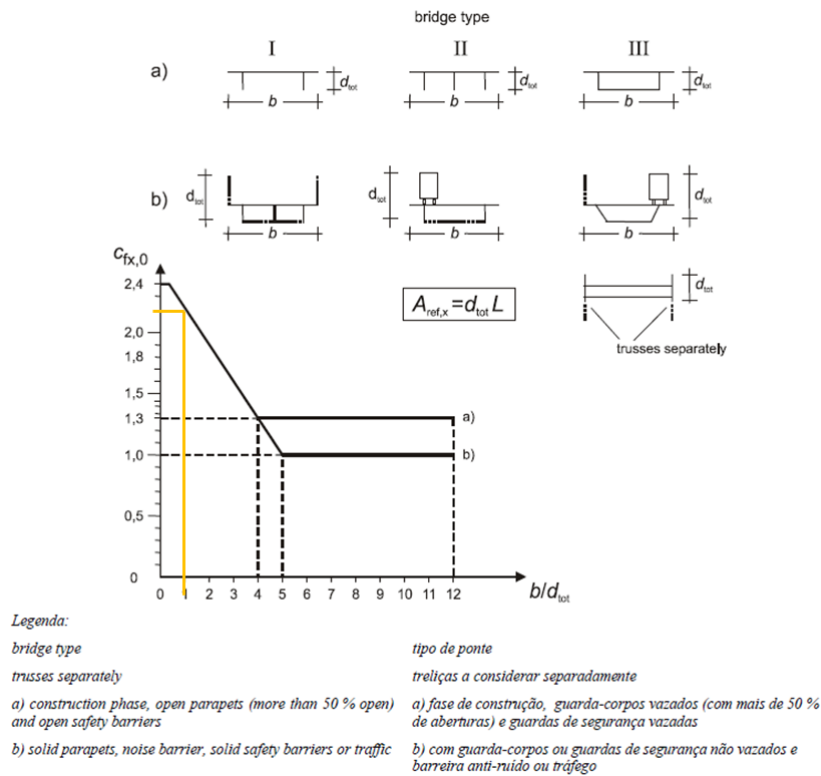 bridge type
I II III
a) d_tot d_tot d_tot
b b b
b) d_tot d_tot d_tot
b b b
c_fx,0
2,4
2,0
1,8
1,5
1,3
1,0
0,5
0
A_ref,x = d_tot L
d_tot
trusses separately
a)
b)
0 1 2 3 4 5 6 7 8 9 10 11 12
b/d_tot
Legenda:
bridge type
tipo de ponte
trusses separately
treliças a considerar separadamente
a) construction phase, open parapets (more than 50 % open)
and open safety barriers
a) fase de construção, guarda-corpos vazados (com mais de 50 %
de aberturas) e guardas de segurança vazadas
b) solid parapets, noise barrier, solid safety barriers or traffic
b) com guarda-corpos ou guardas de segurança não vazados e
barreira anti-ruído ou tráfego